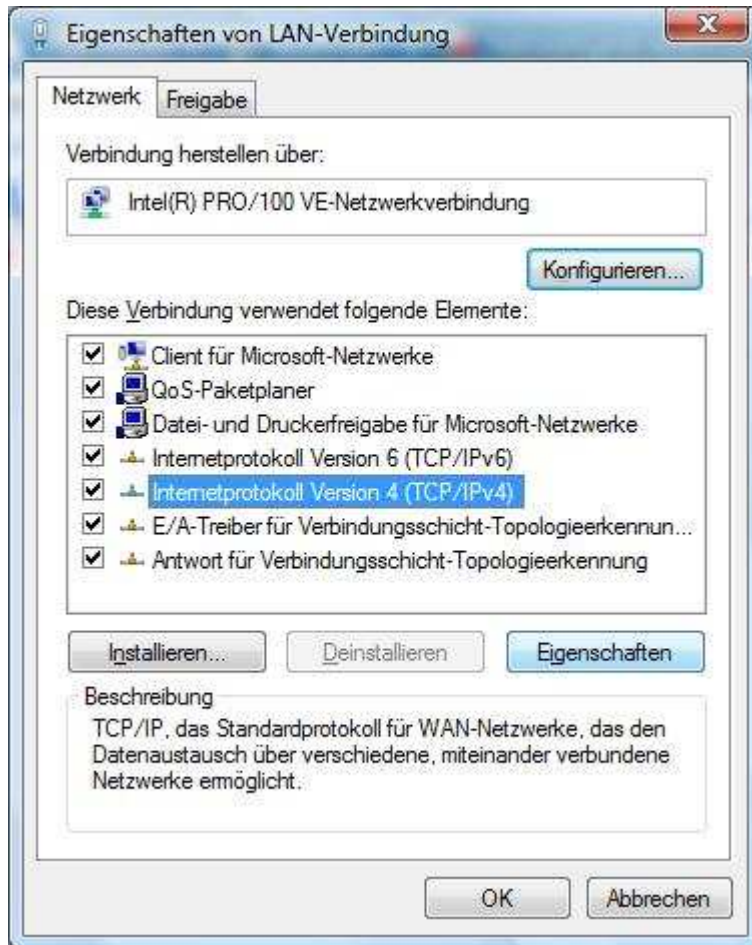 Eigenschaften von LAN-Verbindung
Netzwerk
Freigabe
Verbindung herstellen über:
Intel(R) PRO/100 VE-Netzwerkverbindung
Konfigurieren...
Diese Verbindung verwendet folgende Elemente:
Client für Microsoft-Netzwerke
QoS-Paketplaner
Datei- und Druckerfreigabe für Microsoft-Netzwerke
Internetprotokoll Version 6 (TCP/IPv6)
Internetprotokoll Version 4 (TCP/IPv4)
E/A-Treiber für Verbindungsschicht-Topologieerkennun...
Antwort für Verbindungsschicht-Topologieerkennung
Installieren...
Deinstallieren
Eigenschaften
Beschreibung
TCP/IP, das Standardprotokoll für WAN-Netzwerke, das den
Datenaustausch über verschiedene, miteinander verbundene
Netzwerke ermöglicht.
OK
Abbrechen